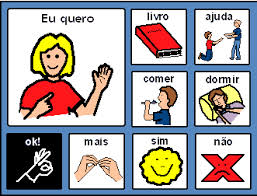 Eu quero
livro
ajuda
comer
dormir
ok!
mais
sim
não